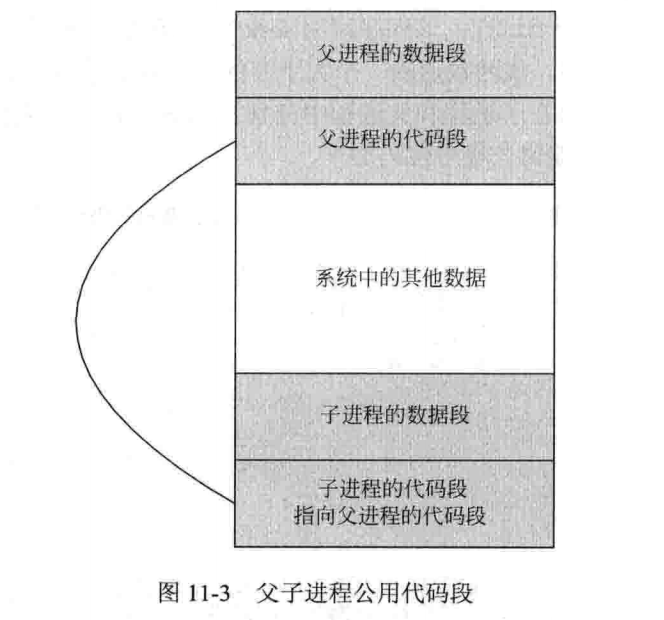 父进程的数据段
父进程的代码段
系统中的其他数据
子进程的数据段
子进程的代码段
指向父进程的代码段
图 11-3 父子进程公用代码段